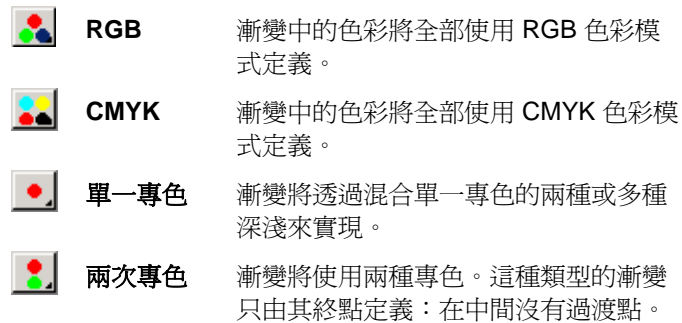 RGB 漸變中的色彩將全部使用 RGB 色彩模
式定義。
CMYK 漸變中的色彩將全部使用 CMYK 色彩模
式定義。
單一專色 漸變將透過混合單一專色的兩種或多種
深淺來實現。
兩次專色 漸變將使用兩種專色。這種類型的漸變
只由其終點定義：在中間沒有過渡點。